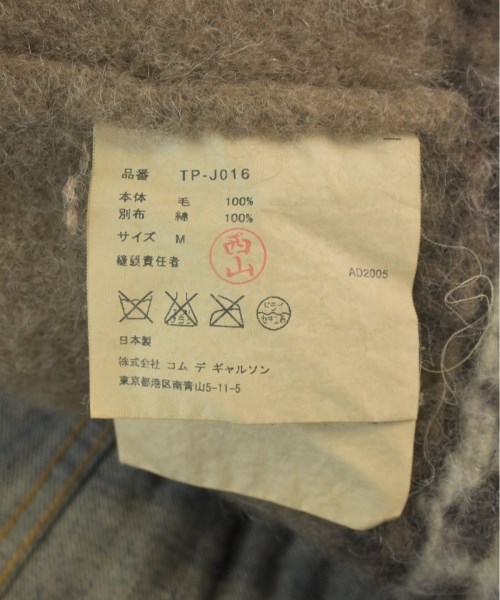 品番 TP-J016
本体 毛 100%
別布 綿 100%
サイズ M
縫製責任者 西山
AD2005
日本製
株式会社 コム デ ギャルソン
東京都港区南青山5-11-5